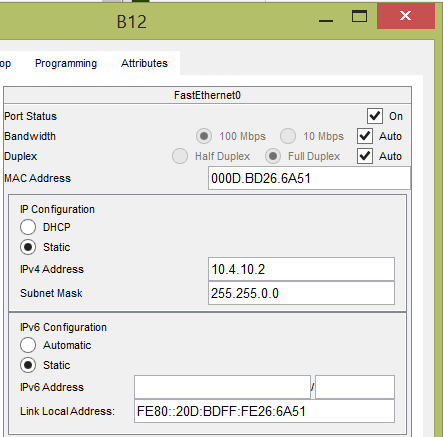 B12
op Programming Attributes
FastEthernet0
Port Status On
Bandwidth 100 Mbps 10 Mbps Auto
Duplex Half Duplex Full Duplex Auto
MAC Address 000D.BD26.6A51
IP Configuration
DHCP
Static
IPv4 Address 10.4.10.2
Subnet Mask 255.255.0.0
IPv6 Configuration
Automatic
Static
IPv6 Address /
Link Local Address: FE80::20D:BDFF:FE26:6A51